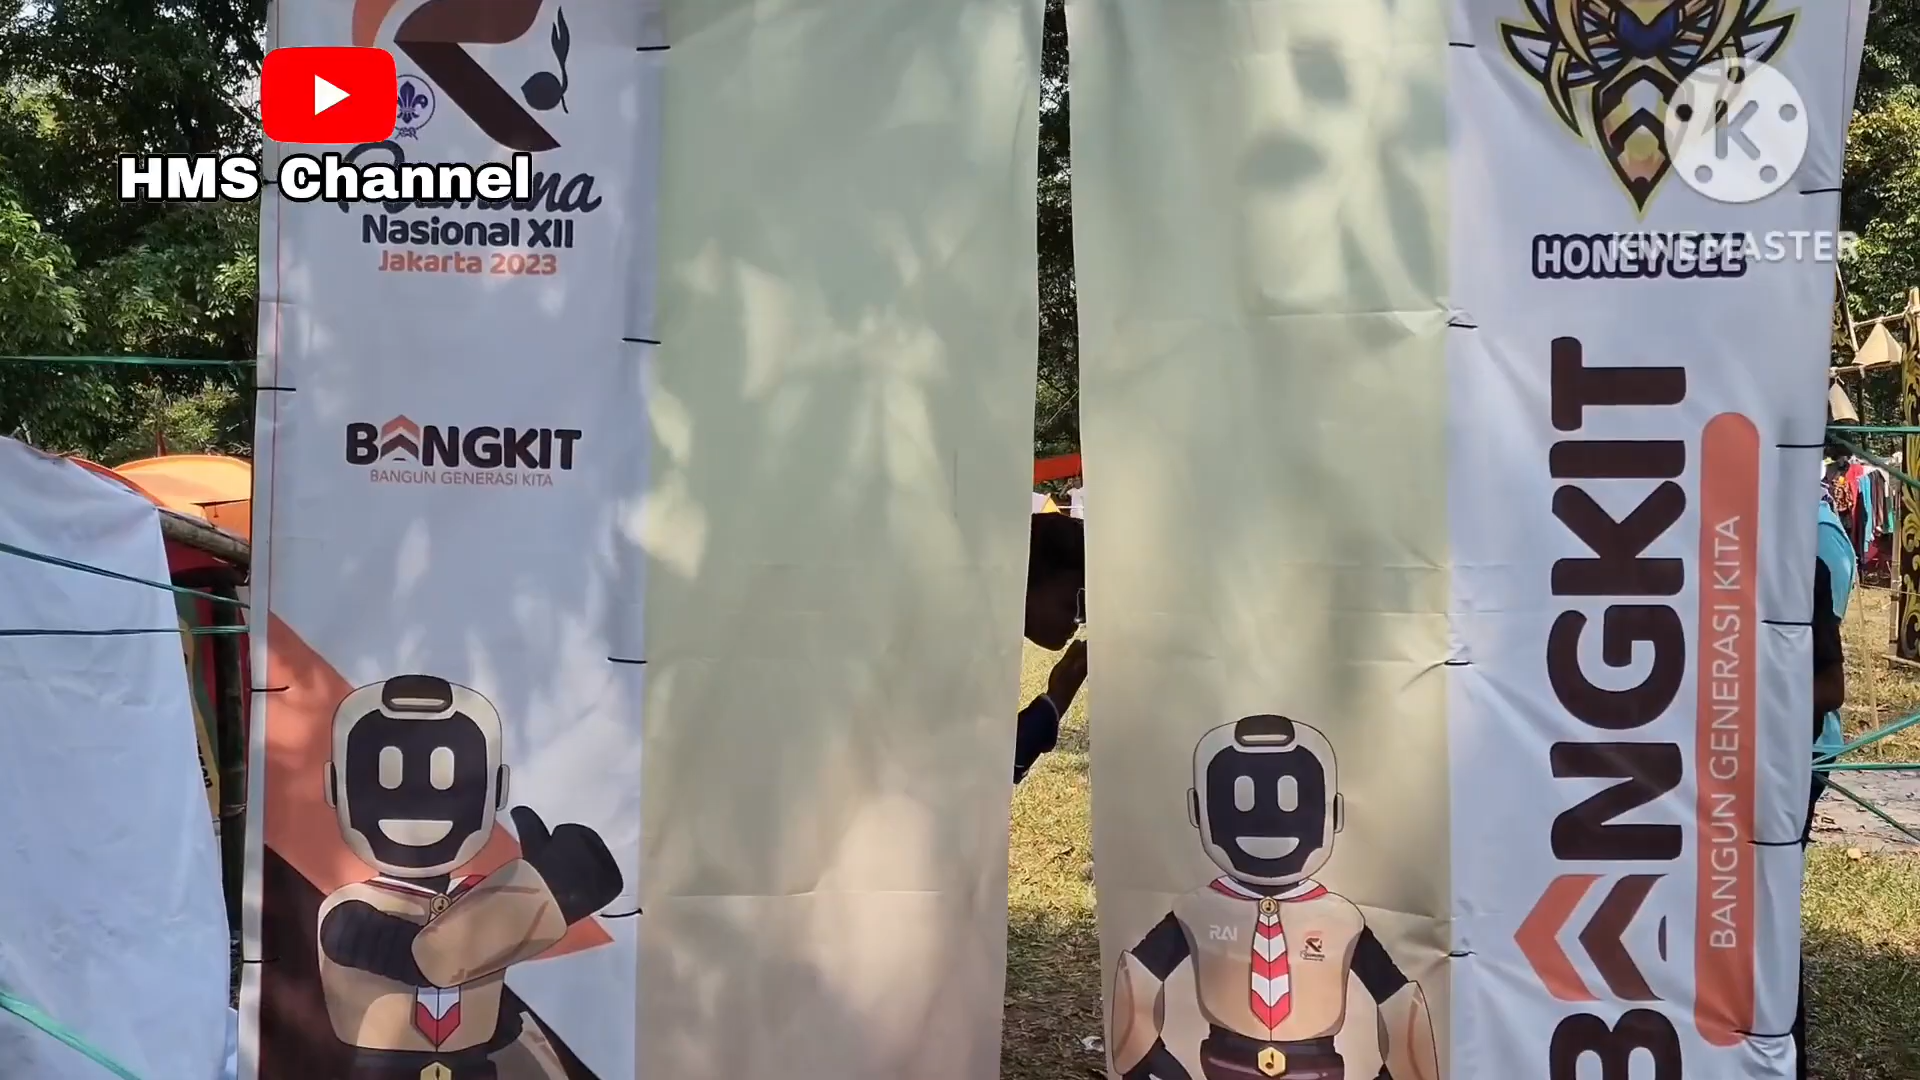 HMS Channel
Nasional XII
Jakarta 2023
BANGKIT
BANGUN GENERASI KITA
K
KINEMASTER
HONEY BEE
BANGKIT
BANGUN GENERASI KITA
RAI